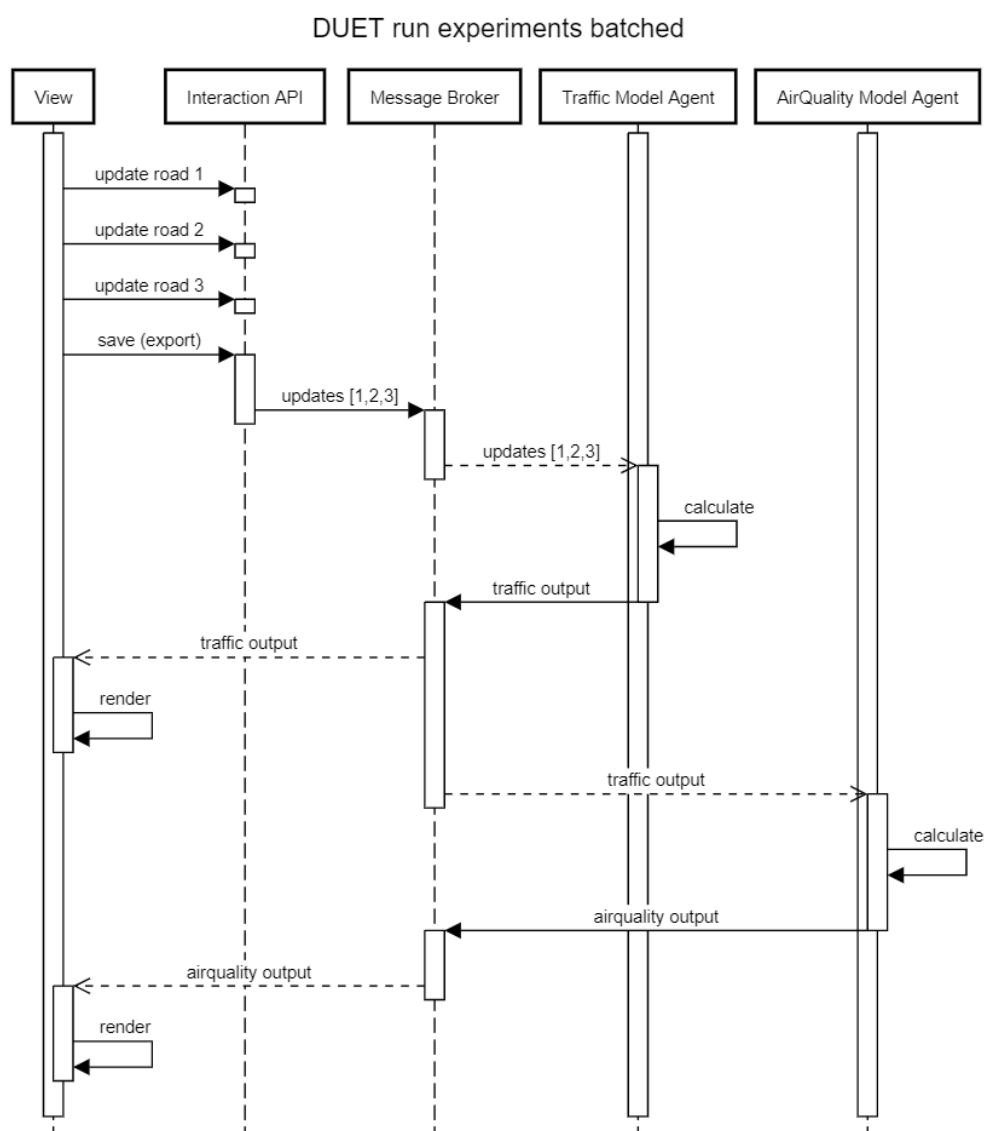 DUET run experiments batched
View
Interaction API
Message Broker
Traffic Model Agent
AirQuality Model Agent
update road 1
update road 2
update road 3
save (export)
updates [1,2,3]
updates [1,2,3]
calculate
traffic output
traffic output
render
traffic output
calculate
airquality output
airquality output
render